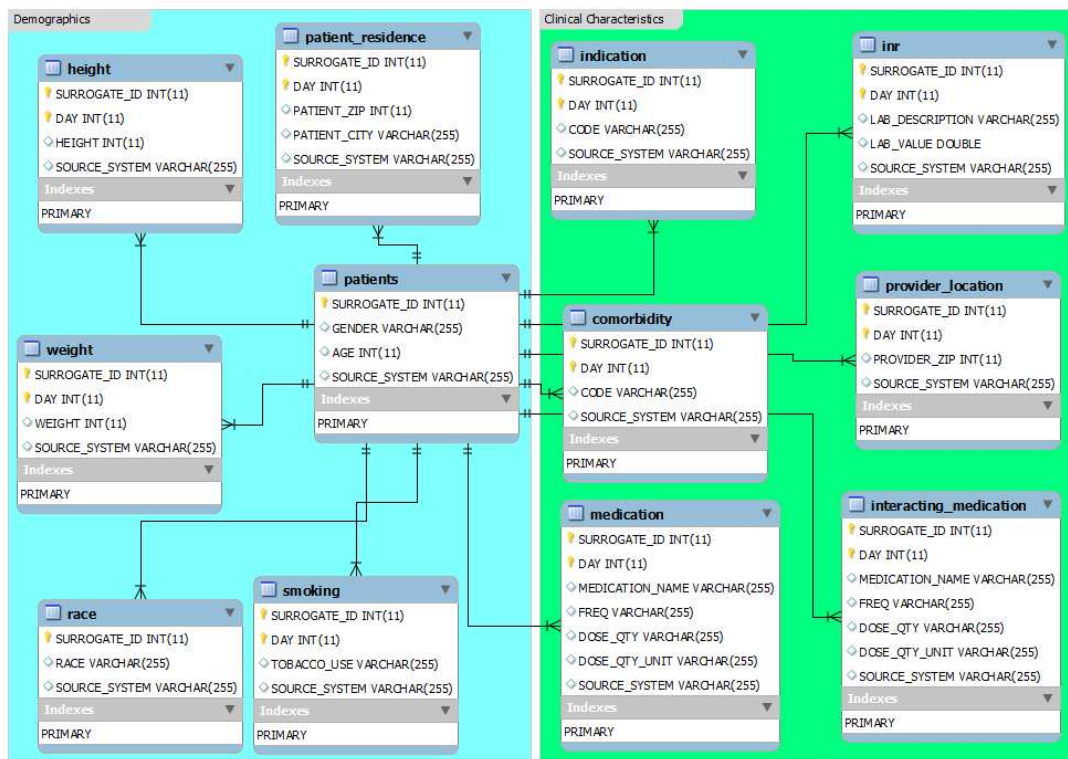 Demographics
height
SURROGATE_ID INT(11)
DAY INT(11)
HEIGHT INT(11)
SOURCE_SYSTEM VARCHAR(255)
Indexes
PRIMARY
patient_residence
SURROGATE_ID INT(11)
DAY INT(11)
PATIENT_ZIP INT(11)
PATIENT_CITY VARCHAR(255)
SOURCE_SYSTEM VARCHAR(255)
Indexes
PRIMARY
patients
SURROGATE_ID INT(11)
GENDER VARCHAR(255)
AGE INT(11)
SOURCE_SYSTEM VARCHAR(255)
Indexes
PRIMARY
weight
SURROGATE_ID INT(11)
DAY INT(11)
WEIGHT INT(11)
SOURCE_SYSTEM VARCHAR(255)
Indexes
PRIMARY
race
SURROGATE_ID INT(11)
RACE VARCHAR(255)
SOURCE_SYSTEM VARCHAR(255)
Indexes
PRIMARY
smoking
SURROGATE_ID INT(11)
DAY INT(11)
TOBACCO_USE VARCHAR(255)
SOURCE_SYSTEM VARCHAR(255)
Indexes
PRIMARY
Clinical Characteristics
indication
SURROGATE_ID INT(11)
DAY INT(11)
CODE VARCHAR(255)
SOURCE_SYSTEM VARCHAR(255)
Indexes
PRIMARY
inr
SURROGATE_ID INT(11)
DAY INT(11)
LAB_DESCRIPTION VARCHAR(255)
LAB_VALUE DOUBLE
SOURCE_SYSTEM VARCHAR(255)
Indexes
PRIMARY
comorbidity
SURROGATE_ID INT(11)
DAY INT(11)
CODE VARCHAR(255)
SOURCE_SYSTEM VARCHAR(255)
Indexes
PRIMARY
provider_location
SURROGATE_ID INT(11)
DAY INT(11)
PROVIDER_ZIP INT(11)
SOURCE_SYSTEM VARCHAR(255)
Indexes
PRIMARY
medication
SURROGATE_ID INT(11)
DAY INT(11)
MEDICATION_NAME VARCHAR(255)
FREQ VARCHAR(255)
DOSE_QTY VARCHAR(255)
DOSE_QTY_UNIT VARCHAR(255)
SOURCE_SYSTEM VARCHAR(255)
Indexes
PRIMARY
interacting_medication
SURROGATE_ID INT(11)
DAY INT(11)
MEDICATION_NAME VARCHAR(255)
FREQ VARCHAR(255)
DOSE_QTY VARCHAR(255)
DOSE_QTY_UNIT VARCHAR(255)
SOURCE_SYSTEM VARCHAR(255)
Indexes
PRIMARY